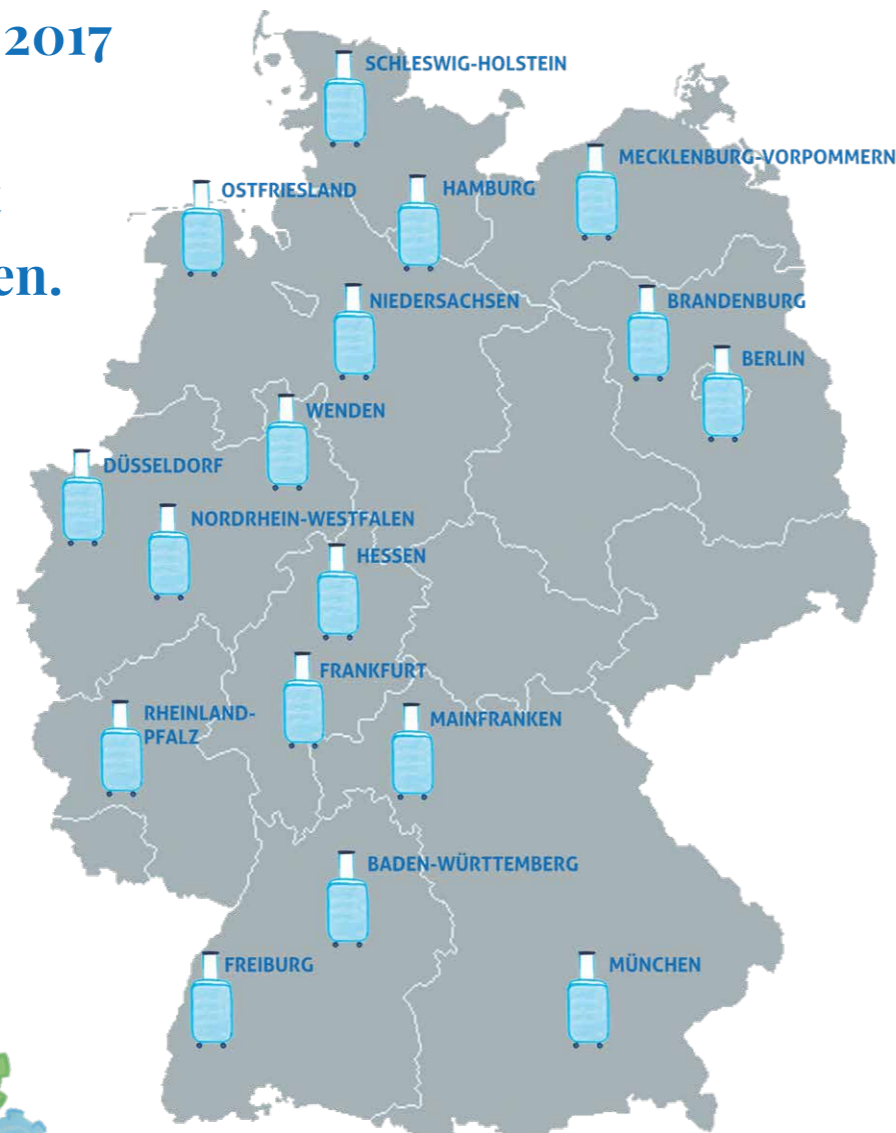 2017
SCHLESWIG-HOLSTEIN
MECKLENBURG-VORPOMMERN
OSTFRIESLAND
HAMBURG
en.
NIEDERSACHSEN
BRANDENBURG
BERLIN
WENDEN
DÜSSELDORF
NORDRHEIN-WESTFALEN
HESSEN
FRANKFURT
RHEINLAND-
PFALZ
MAINFRANKEN
BADEN-WÜRTTEMBERG
FREIBURG
MÜNCHEN